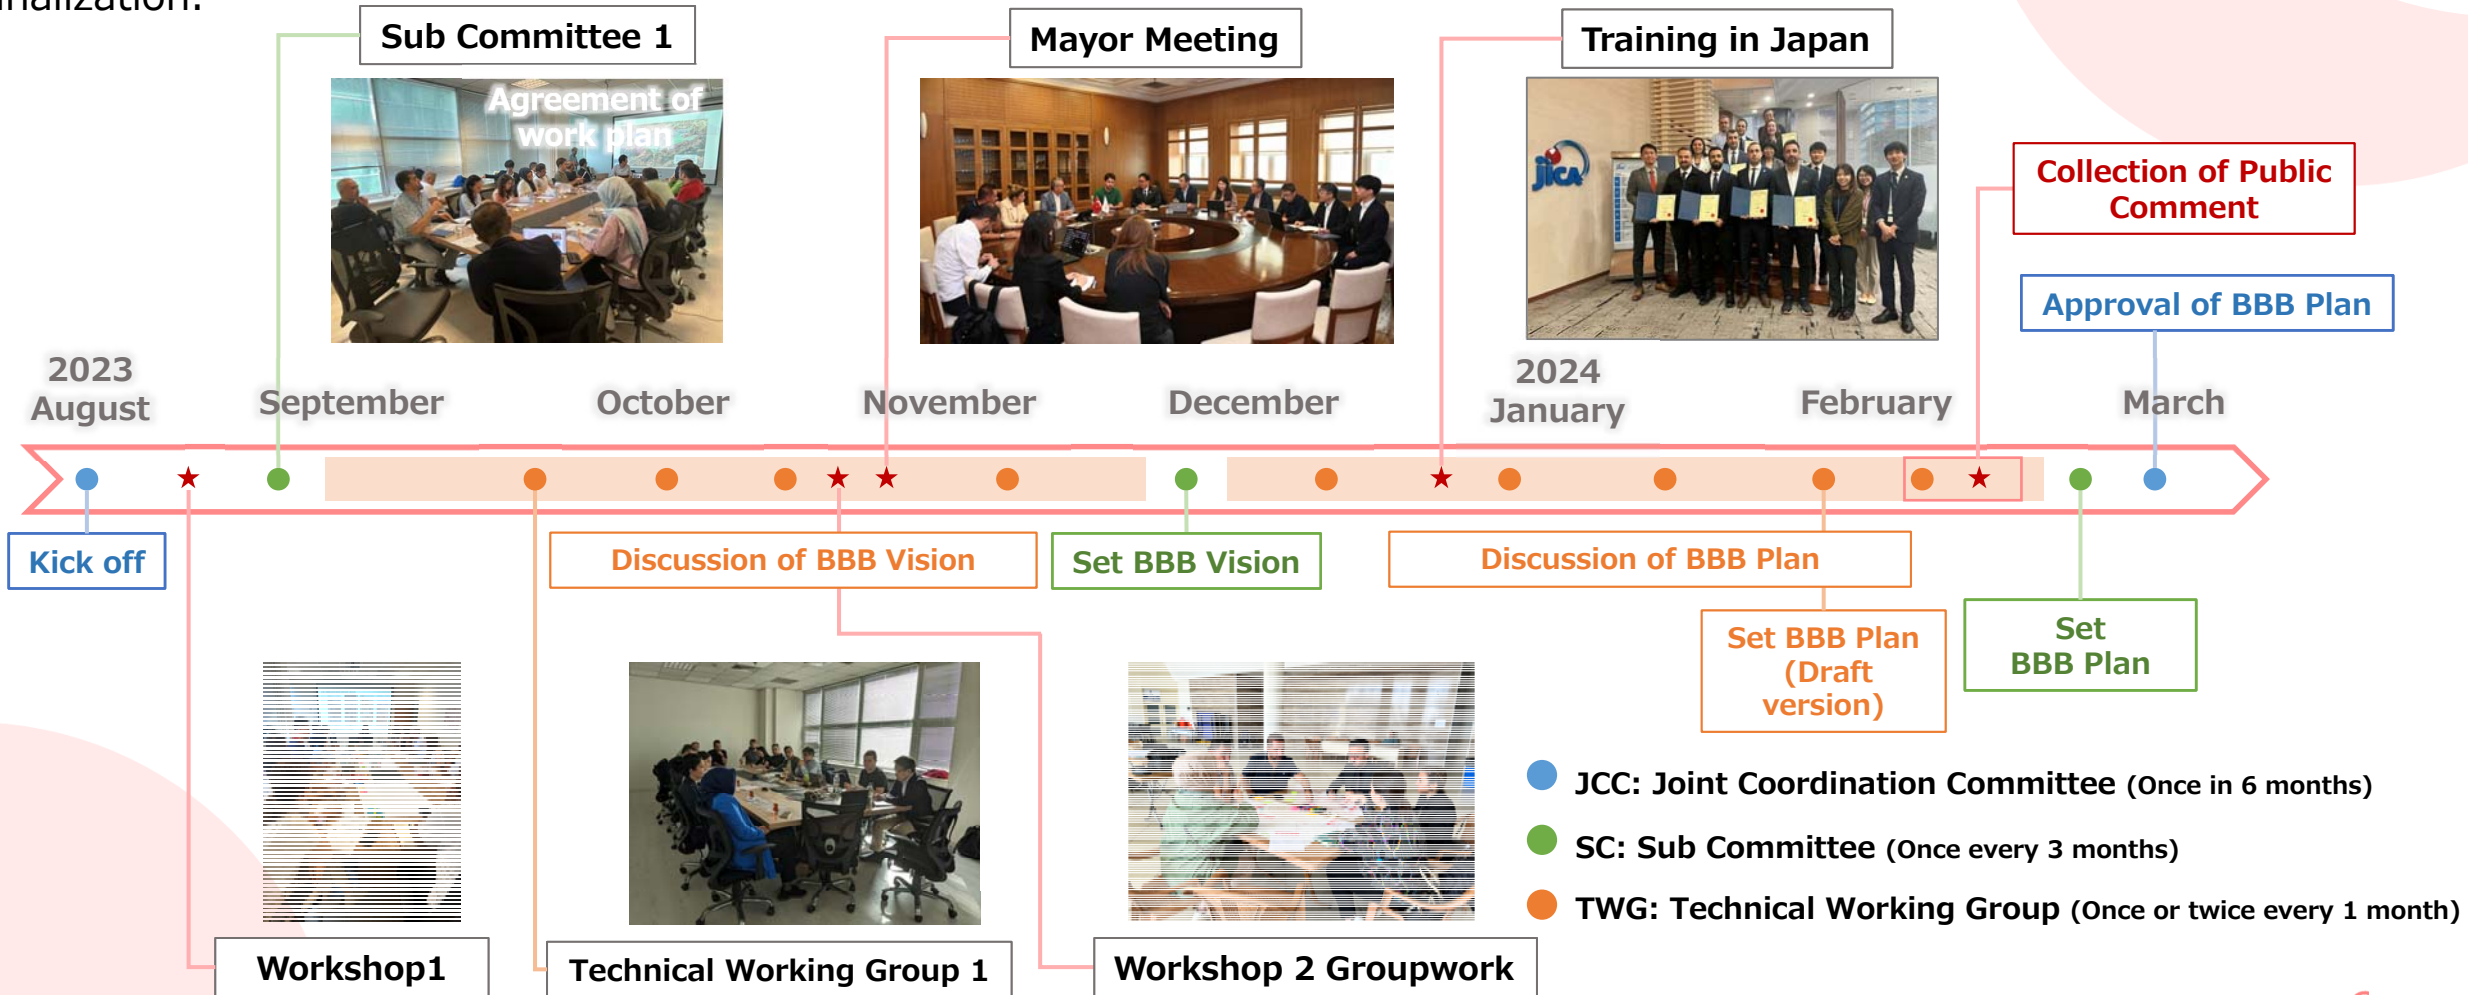 Sub Committee 1
Mayor Meeting
Training in Japan
Agreement of
work plan
jICA
Collection of Public
Comment
Approval of BBB Plan
2023
August
September
October
November
December
2024
January
February
March
Kick off
Discussion of BBB Vision
Set BBB Vision
Discussion of BBB Plan
Set BBB Plan
(Draft
version)
Set
BBB Plan
JCC: Joint Coordination Committee (Once in 6 months)
SC: Sub Committee (Once every 3 months)
TWG: Technical Working Group (Once or twice every 1 month)
Workshop1
Technical Working Group 1
Workshop 2 Groupwork